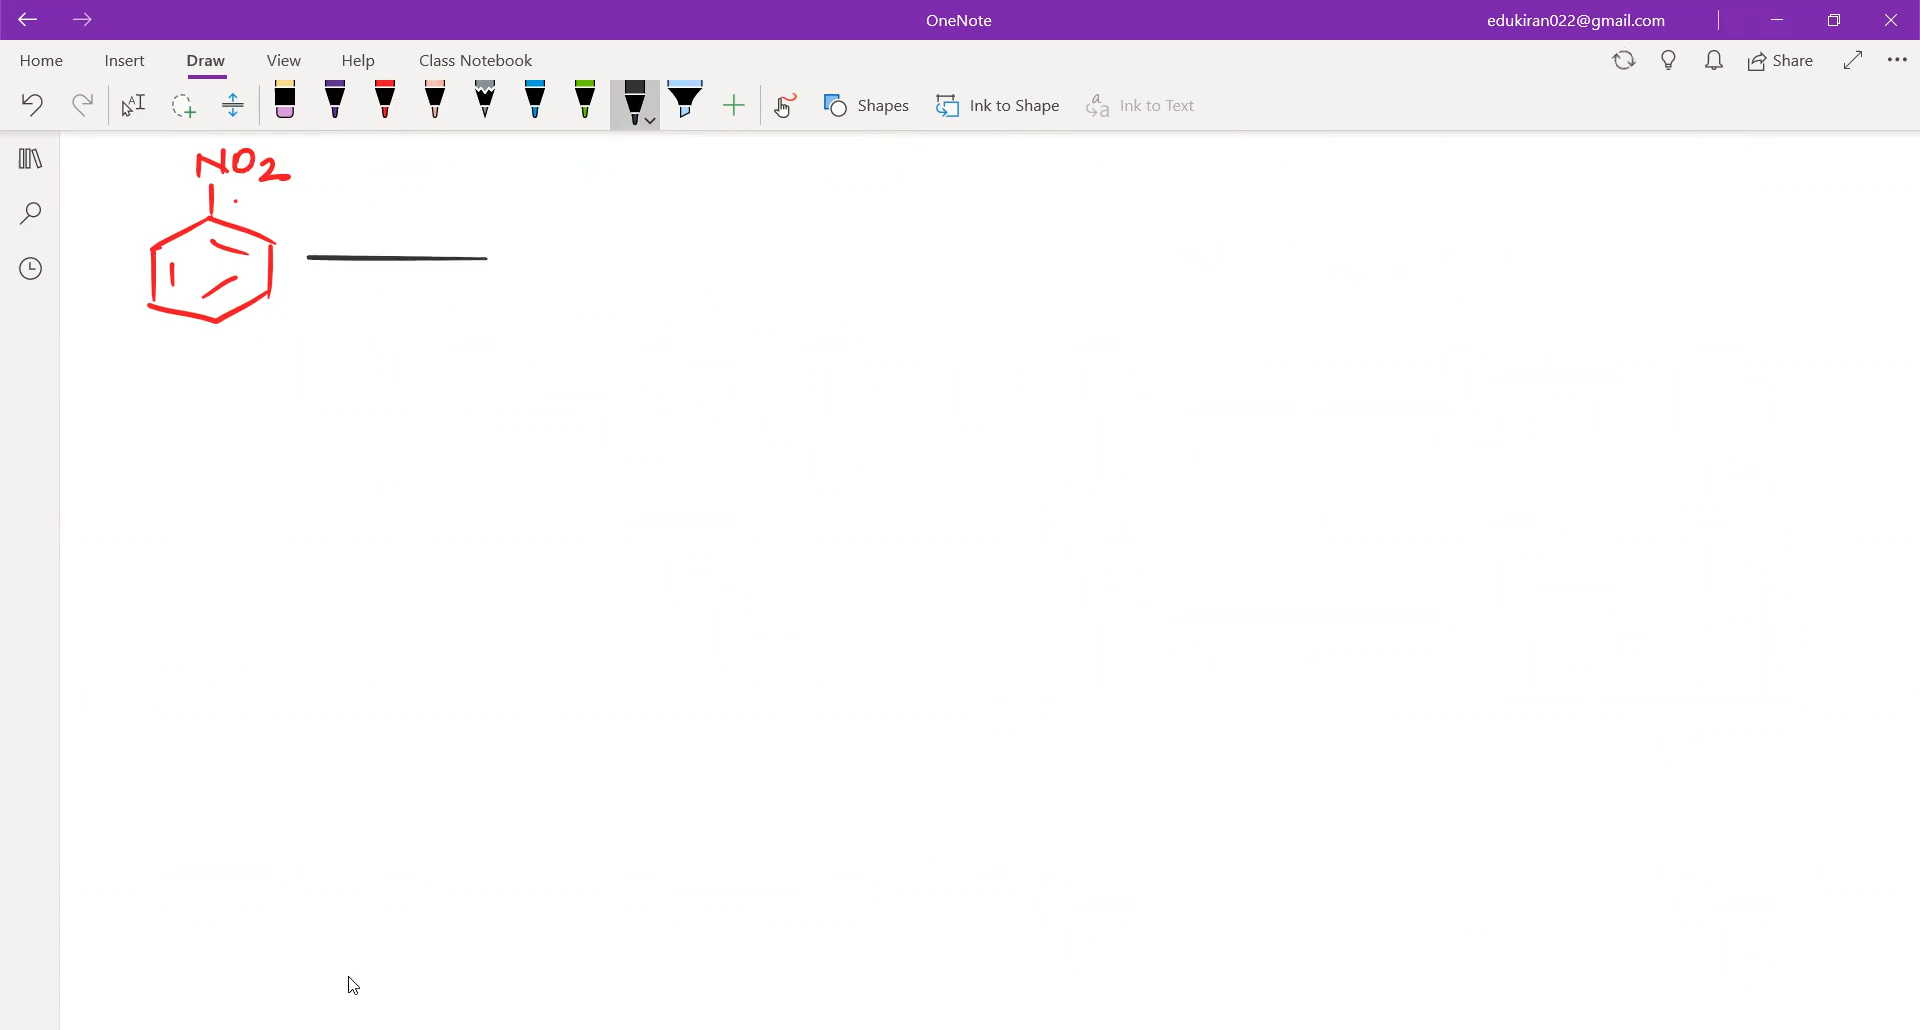 OneNote
edukiran022@gmail.com
Home Insert Draw View Help Class Notebook
Share
Shapes Ink to Shape Ink to Text
NO2